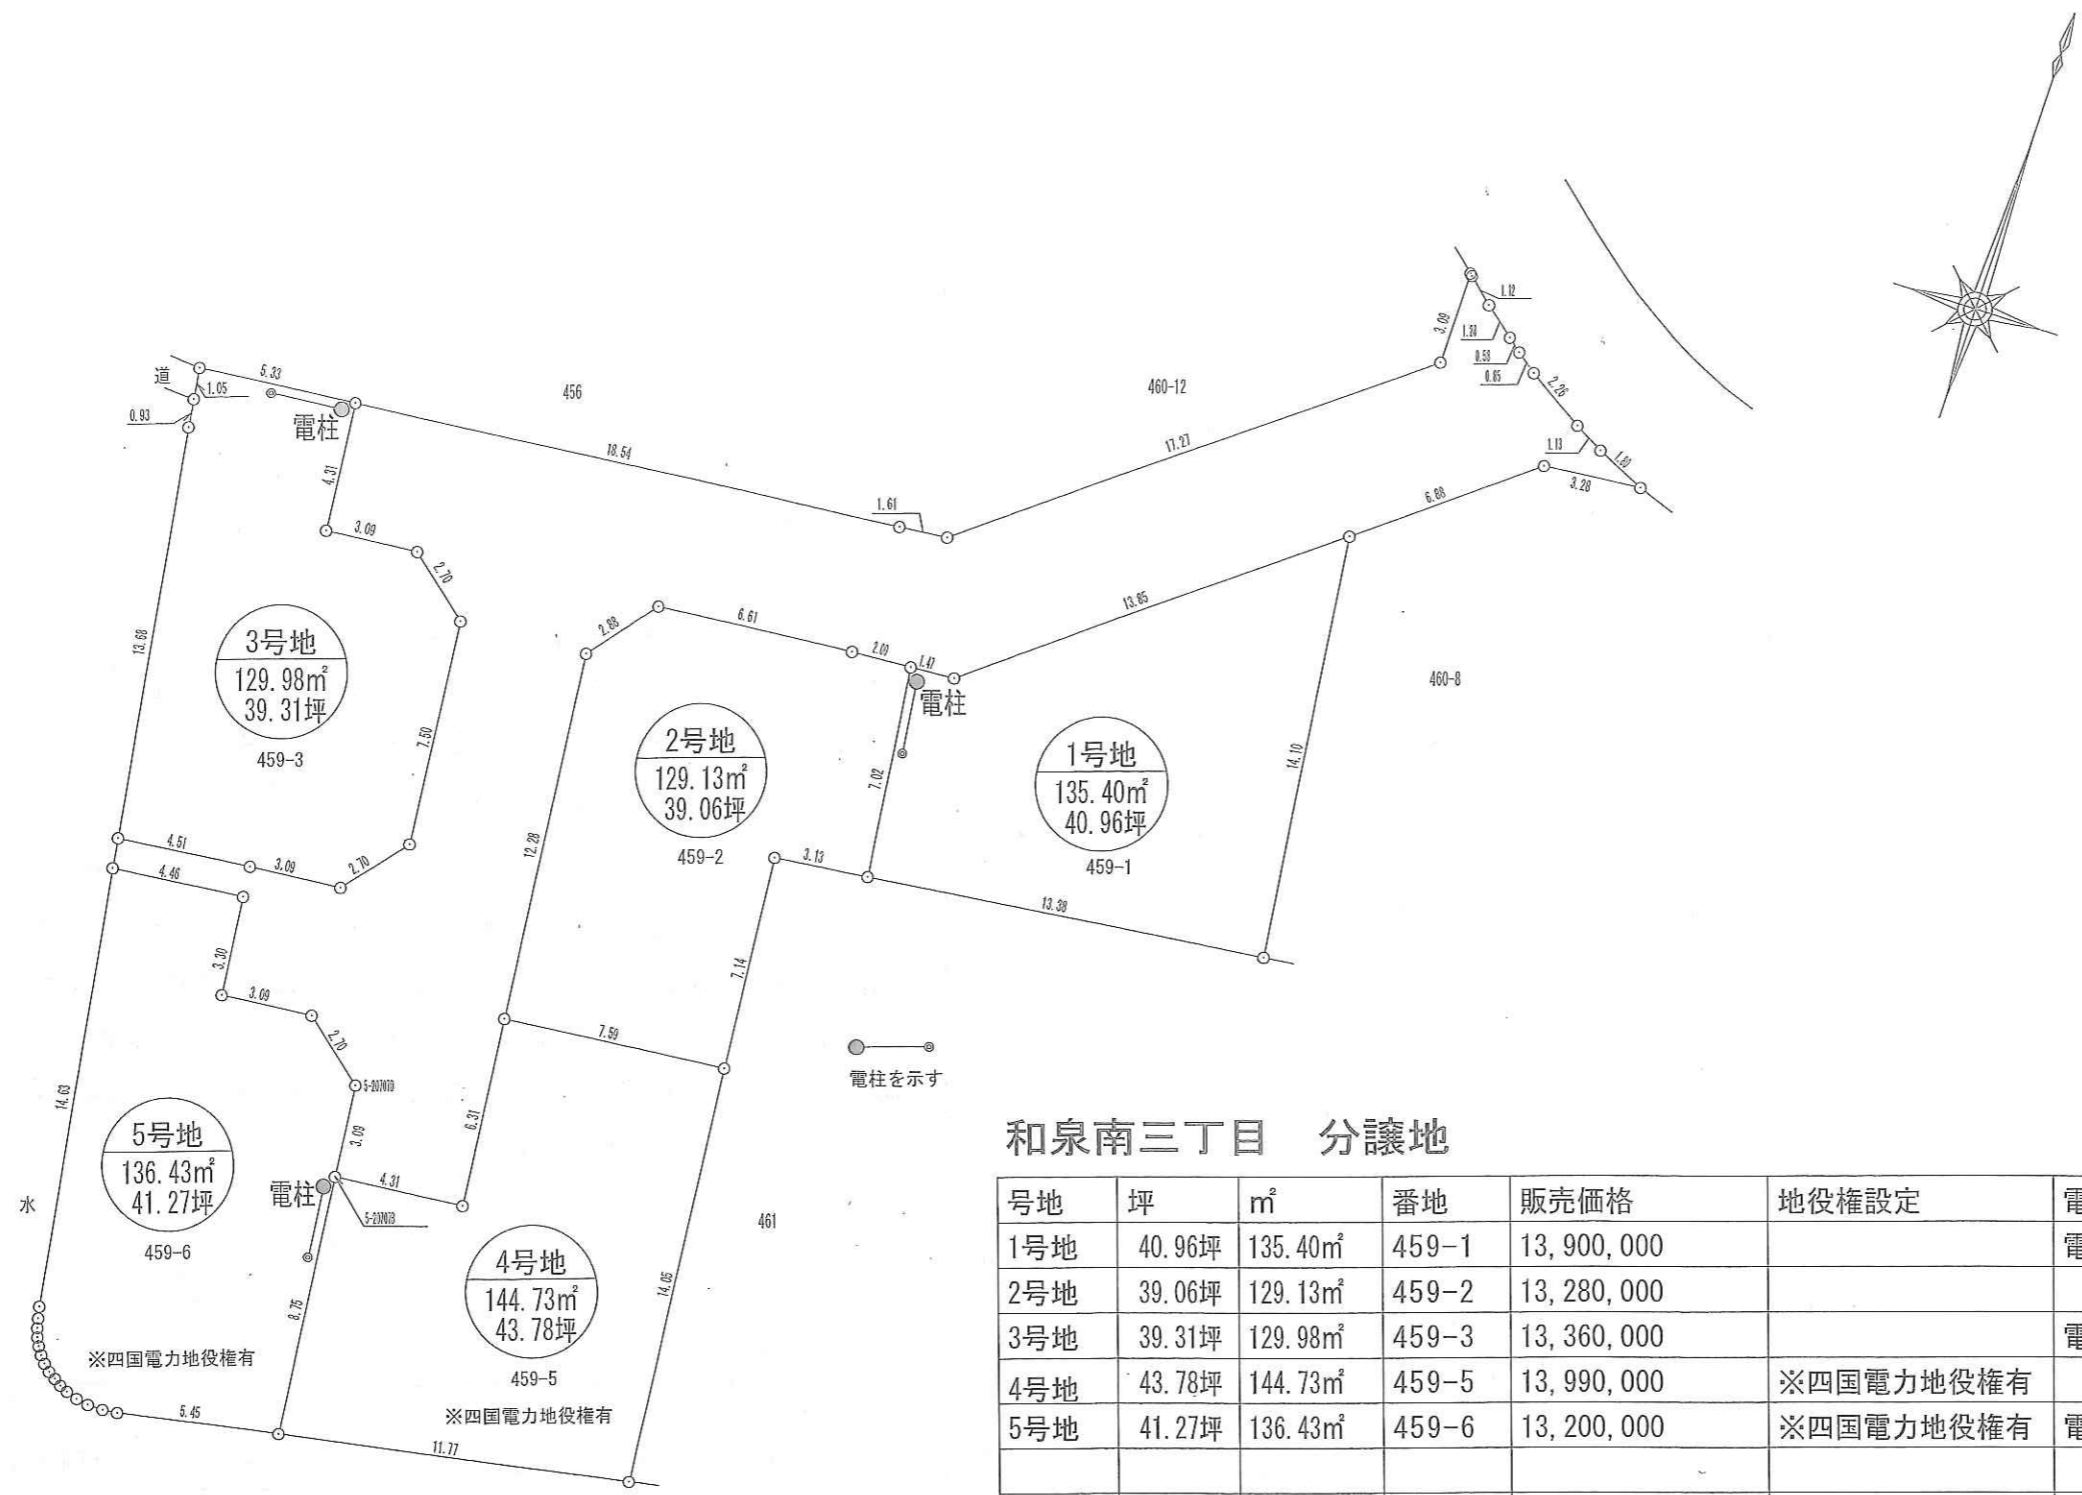 道
1.05
0.93
5.33
電柱
4.31
3.09
2.70
456
18.54
1.61
460-12
17.27
3.09
1.12
0.58
2.26
1.13
1.80
3.28
6.88
13.85
13.68
3号地
129.98㎡
39.31坪
459-3
7.50
4.51
3.09
2.70
2.88
6.61
2.00
1.47
電柱
2号地
129.13㎡
39.06坪
459-2
12.28
7.02
3.13
7.14
7.59
1号地
135.40㎡
40.96坪
459-1
14.10
460-8
13.38
4.46
3.30
3.09
2.70
3.09
14.63
水
5号地
136.43㎡
41.27坪
459-6
電柱
4.31
6.31
8.75
※四国電力地役権有
5.45
4号地
144.73㎡
43.78坪
459-5
※四国電力地役権有
14.05
11.77
461
電柱を示す
和泉南三丁目 分譲地
号地 坪 ㎡ 番地 販売価格 地役権設定 電
1号地 40.96坪 135.40㎡ 459-1 13,900,000 電
2号地 39.06坪 129.13㎡ 459-2 13,280,000
3号地 39.31坪 129.98㎡ 459-3 13,360,000 電
4号地 43.78坪 144.73㎡ 459-5 13,990,000 ※四国電力地役権有
5号地 41.27坪 136.43㎡ 459-6 13,200,000 ※四国電力地役権有 電